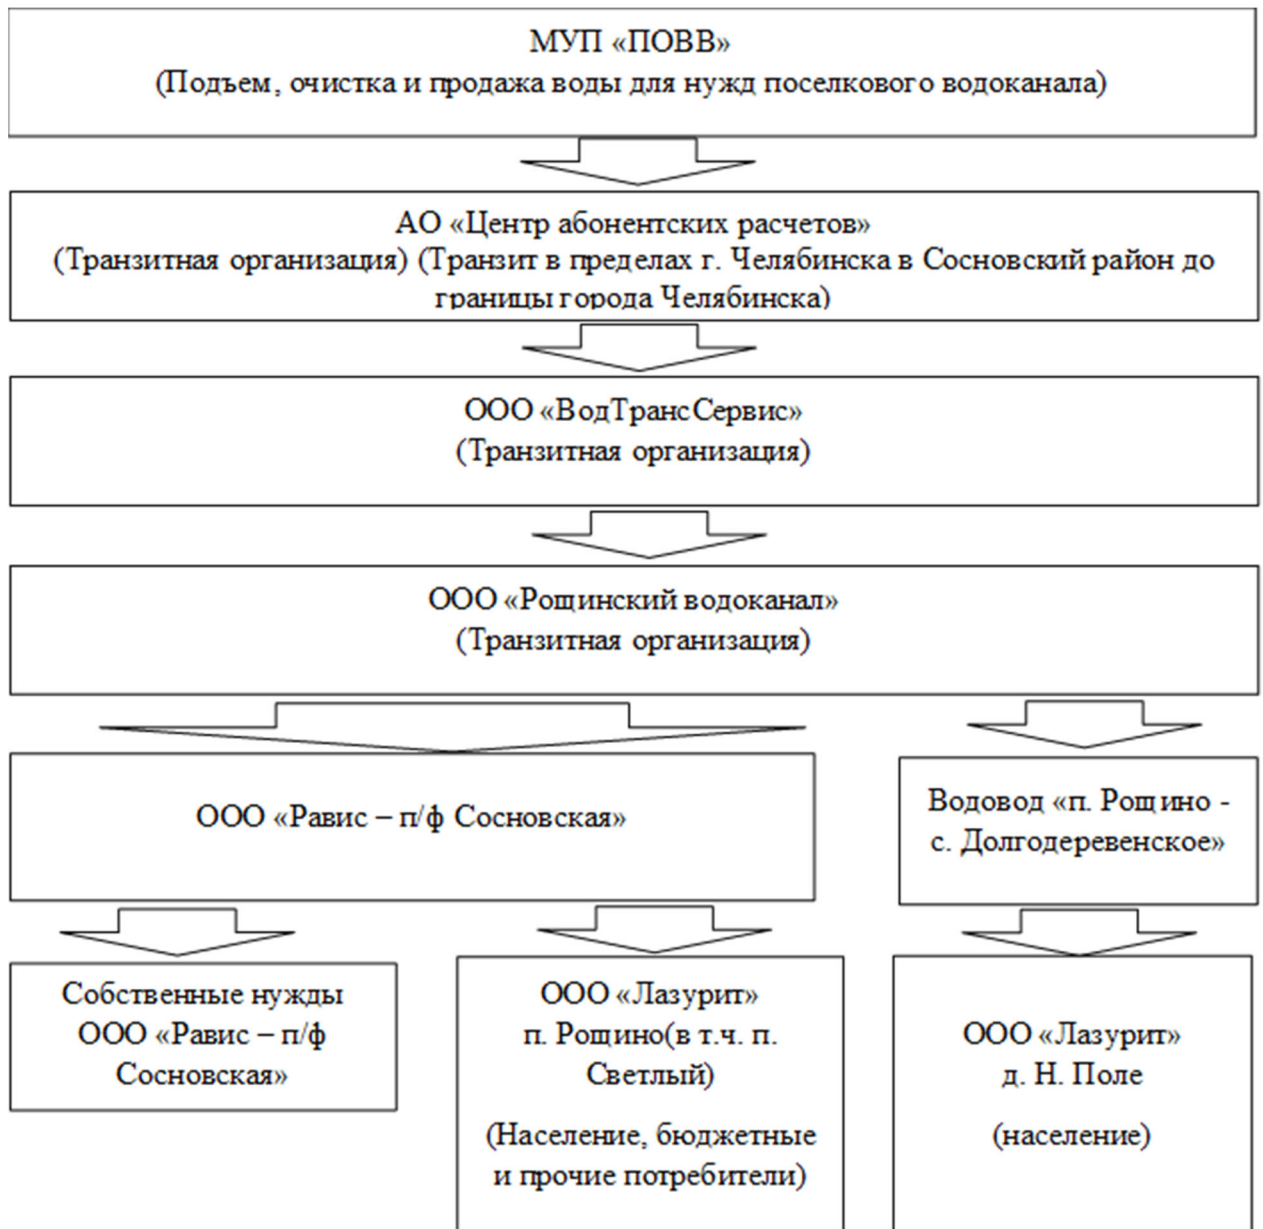 МУП «ПОВВ»
(Подъем, очистка и продажа воды для нужд поселкового водоканала)
АО «Центр абонентских расчетов»
(Транзитная организация) (Транзит в пределах г. Челябинска в Сосновский район до
границы города Челябинска)
ООО «ВодТрансСервис»
(Транзитная организация)
ООО «Рощинский водоканал»
(Транзитная организация)
ООО «Равис – п/ф Сосновская»
Водовод «п. Рощино -
с. Долгодеревенское»
Собственные нужды
ООО «Равис – п/ф
Сосновская»
ООО «Лазурит»
п. Рощино(в т.ч. п.
Светлый)
(Население, бюджетные
и прочие потребители)
ООО «Лазурит»
д. Н. Поле
(население)